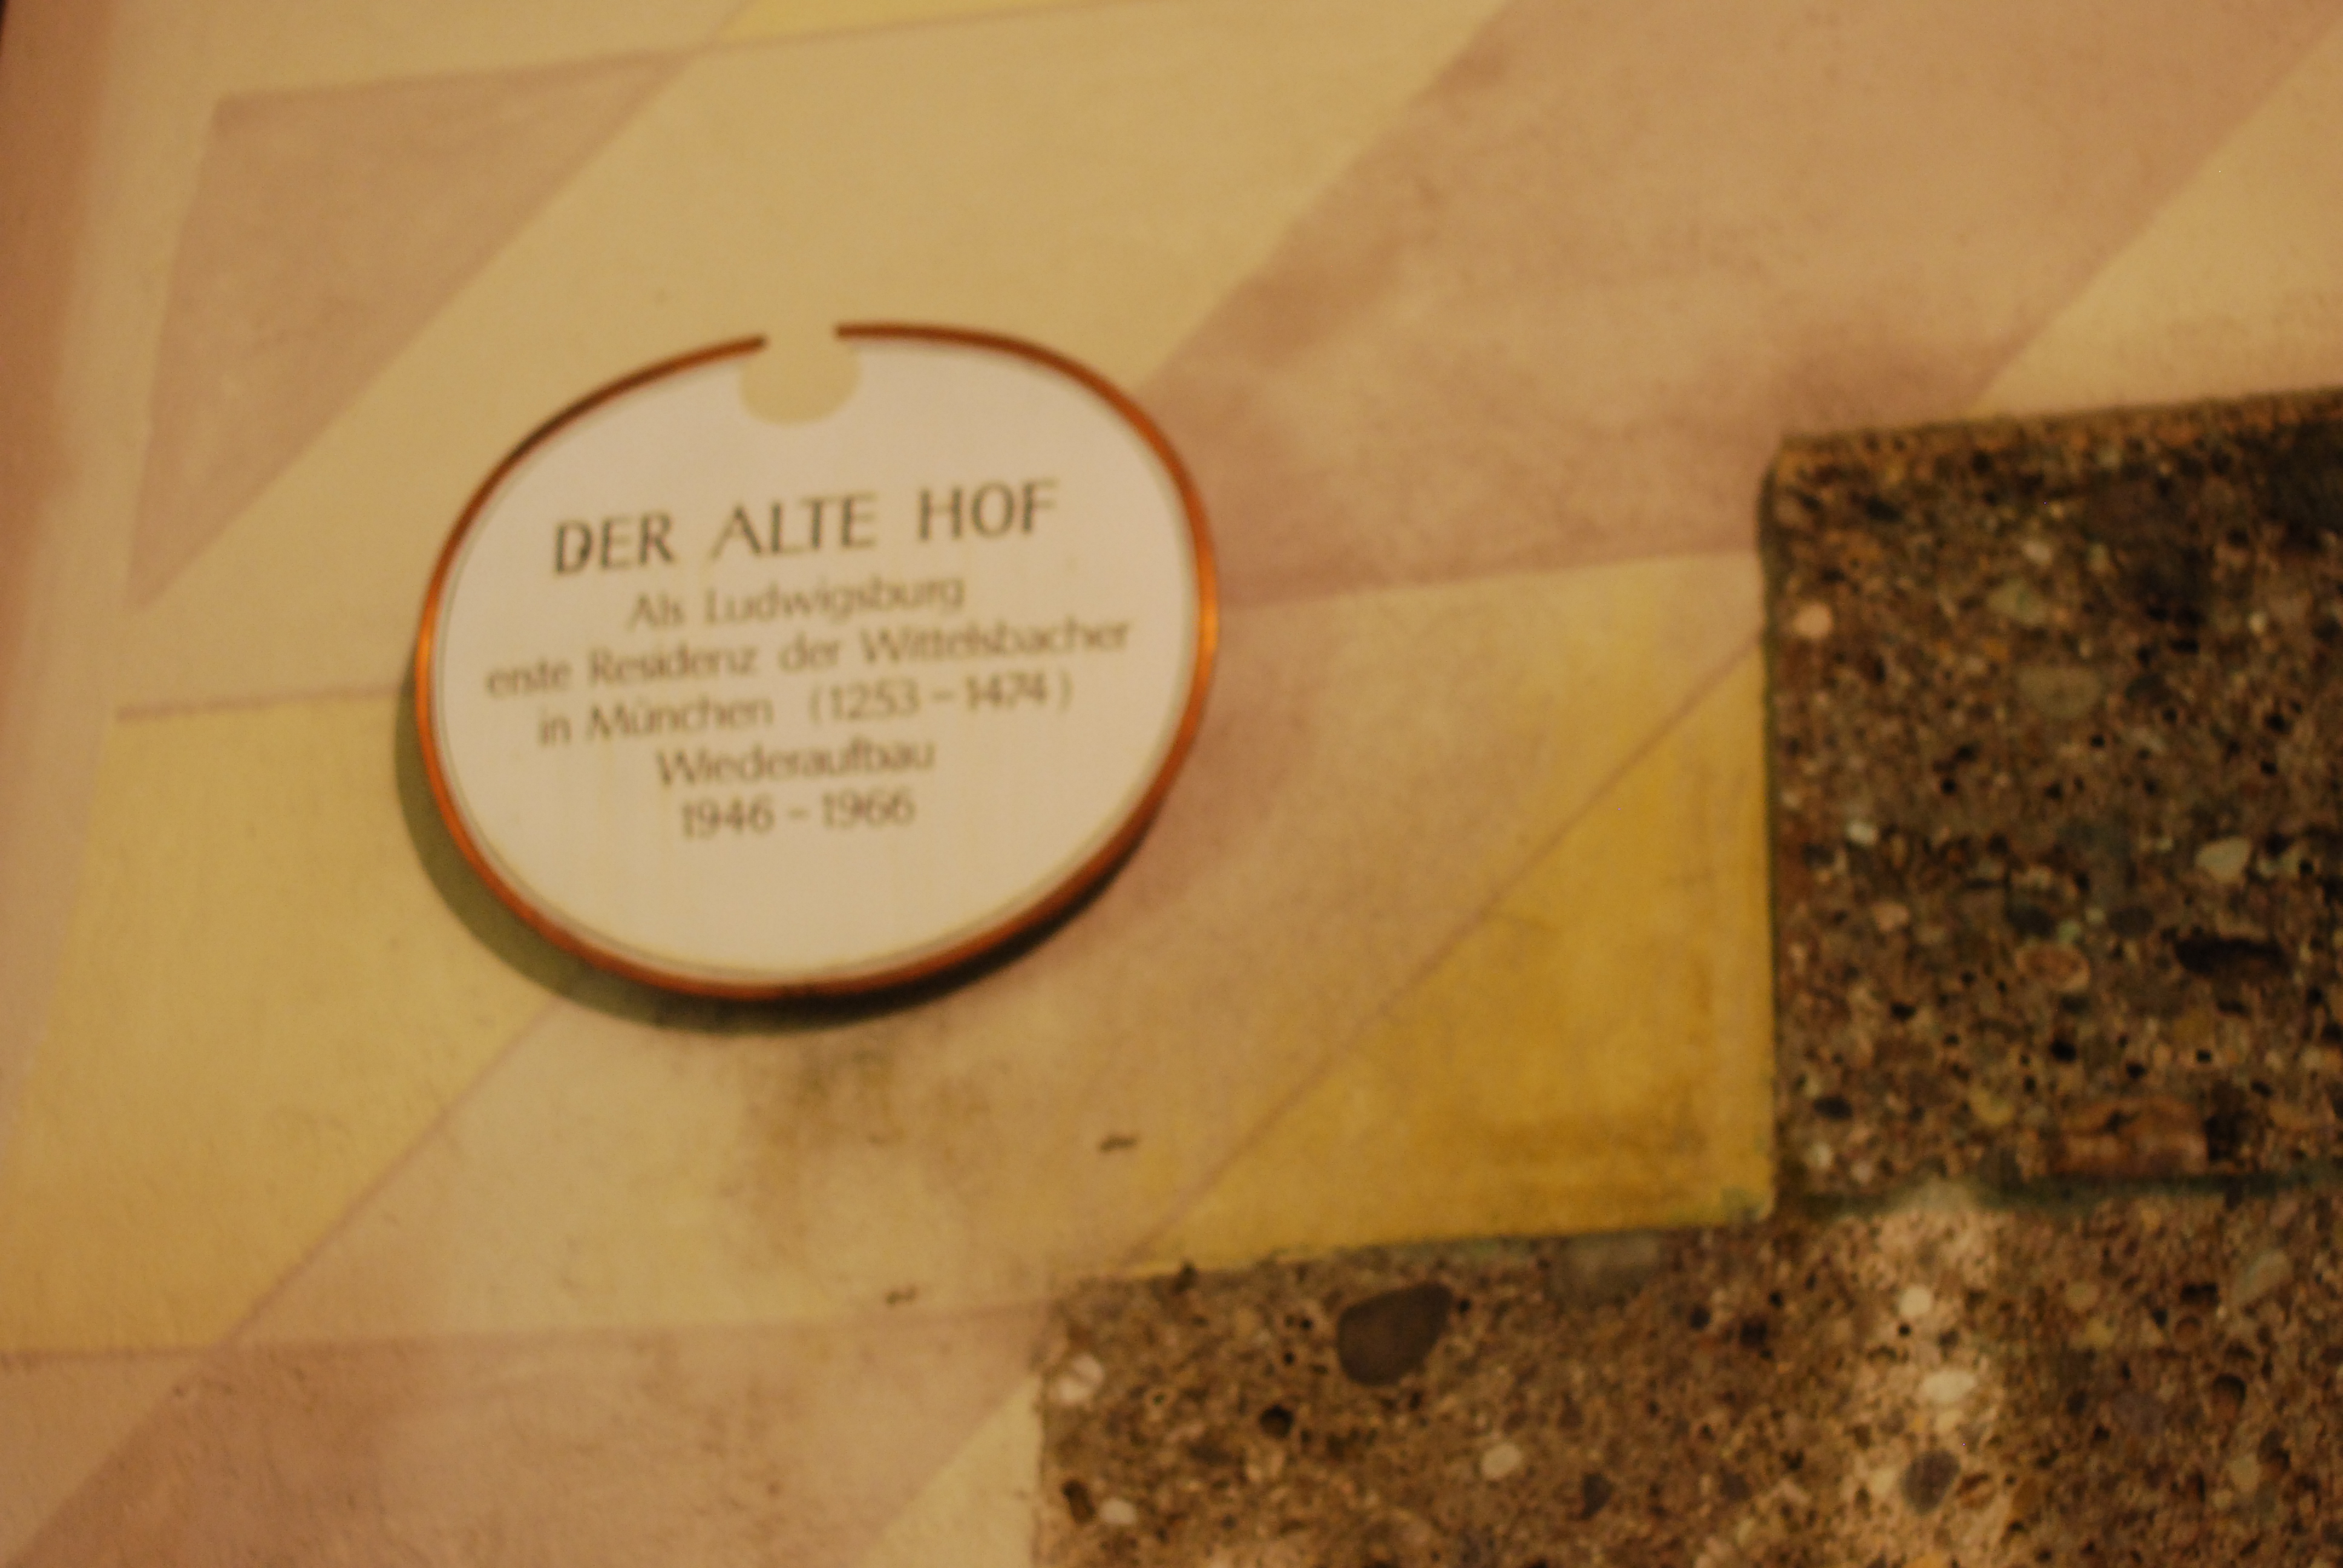 DER ALTE HOF
Als Ludwigsburg
erste Residenz der Wittelsbacher
in München (1253 – 1474)
Wiederaufbau
1946 – 1966